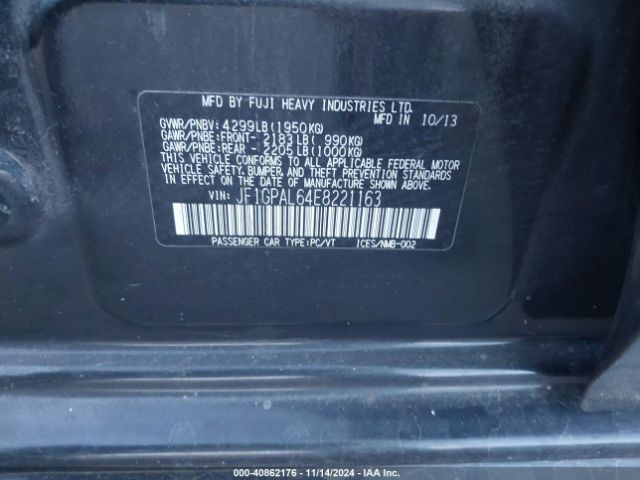 MFD BY FUJI HEAVY INDUSTRIES LTD.
MFD IN 10/13
GVWR/PNBV: 4299LB(1950KG)
GAWR/PNBE: FRONT- 2183LB( 990KG)
GAWR/PNBE: REAR - 2205LB(1000KG)
THIS VEHICLE CONFORMS TO ALL APPLICABLE FEDERAL MOTOR
VEHICLE SAFETY, BUMPER, AND THEFT PREVENTION STANDARDS
IN EFFECT ON THE DATE OF MANUFACTURE SHOWN ABOVE.
VIN: JF1GPAL64E8221163
PASSENGER CAR TYPE:PC/VT ICES/NMB-002
000-40862176 - 11/14/2024 - IAA Inc.